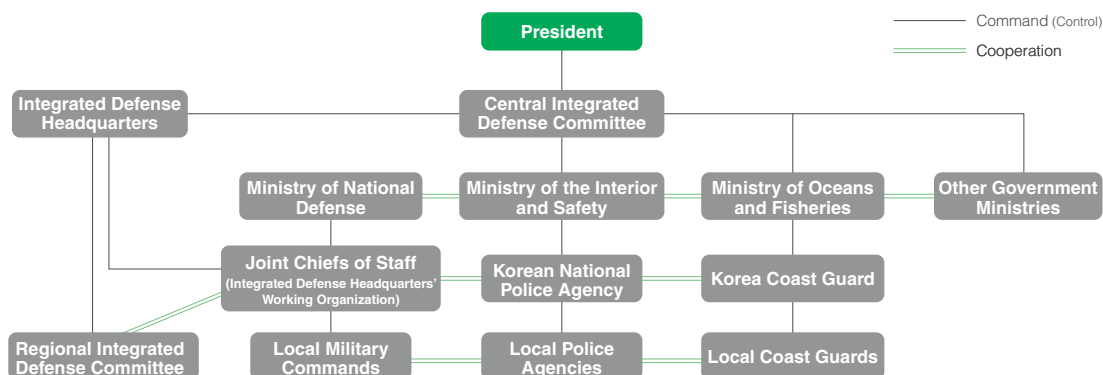 President
Command (Control)
Cooperation
Integrated Defense
Headquarters
Central Integrated
Defense Committee
Ministry of National
Defense
Ministry of the Interior
and Safety
Ministry of Oceans
and Fisheries
Other Government
Ministries
Joint Chiefs of Staff
(Integrated Defense Headquarters'
Working Organization)
Korean National
Police Agency
Korea Coast Guard
Regional Integrated
Defense Committee
Local Military
Commands
Local Police
Agencies
Local Coast Guards